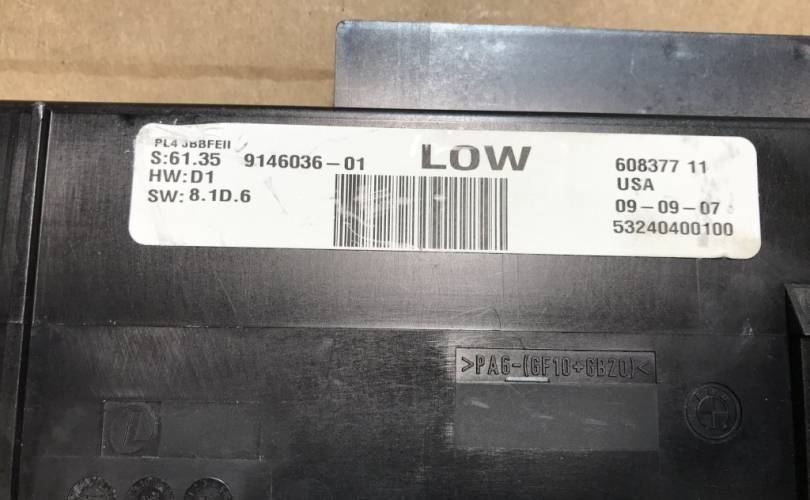 PL4 JBBFEII
S:61.35 9146036-01 LOW 608377 11
HW:D1 USA
SW:8.1D.6 09-09-07
53240400100
>PA6-(GF10+GB20)<